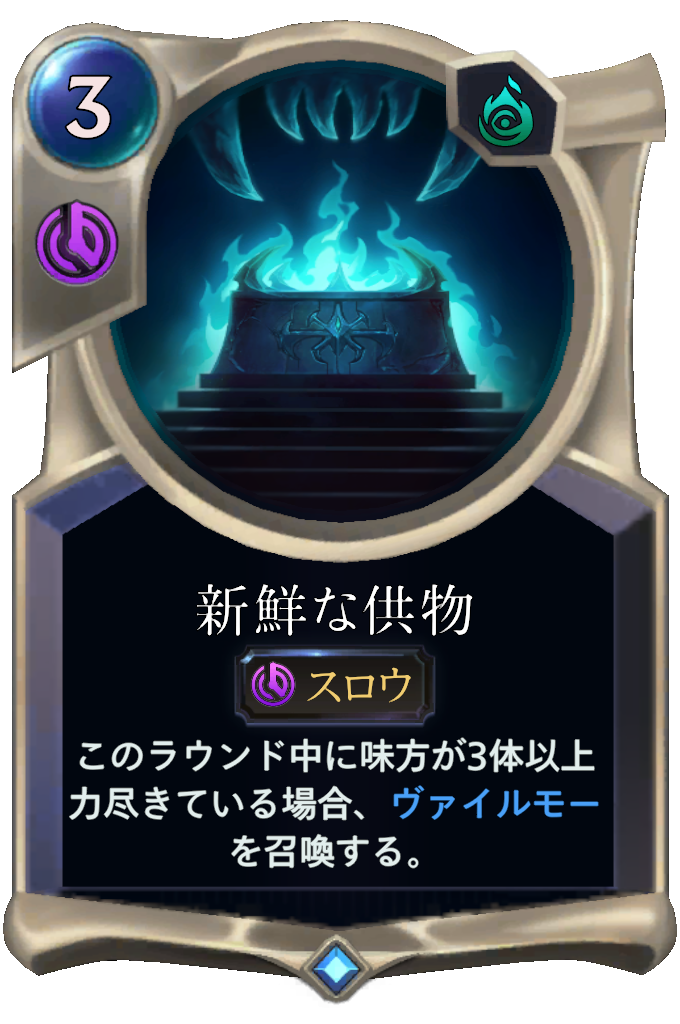 3
新鮮な供物
スロウ
このラウンド中に味方が3体以上
力尽きている場合、ヴァイルモー
を召喚する。